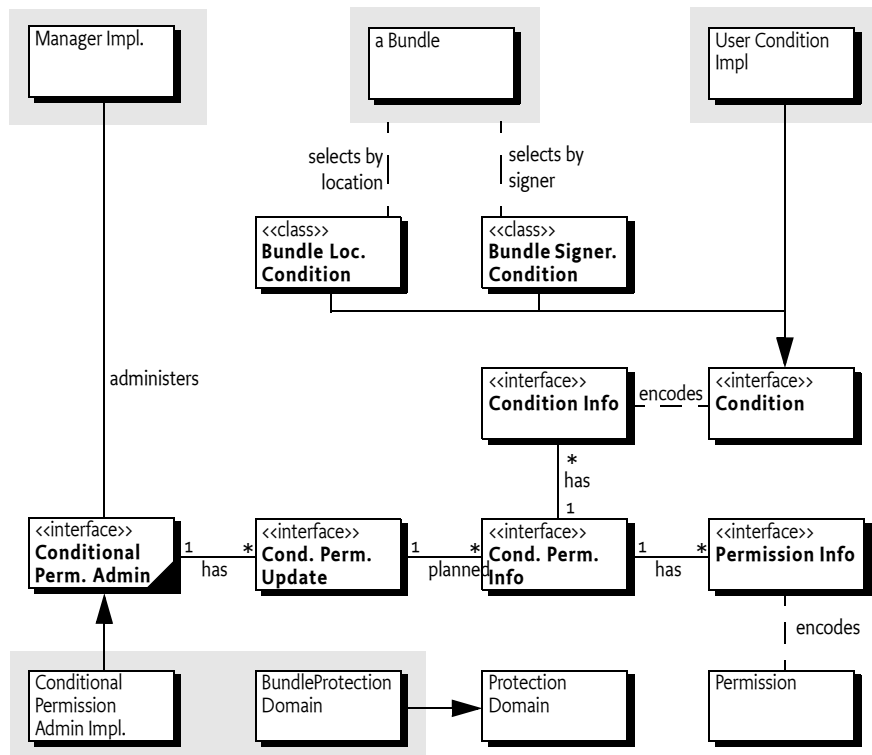 Manager Impl.
a Bundle
User Condition
Impl
selects by
location
selects by
signer
<<class>>
Bundle Loc.
Condition
<<class>>
Bundle Signer.
Condition
administers
<<interface>>
Condition Info
encodes
<<interface>>
Condition
*
has
1
<<interface>>
Conditional
Perm. Admin
1
*
has
<<interface>>
Cond. Perm.
Update
1
*
planned
<<interface>>
Cond. Perm.
Info
1
*
has
<<interface>>
Permission Info
encodes
Conditional
Permission
Admin Impl.
BundleProtection
Domain
Protection
Domain
Permission